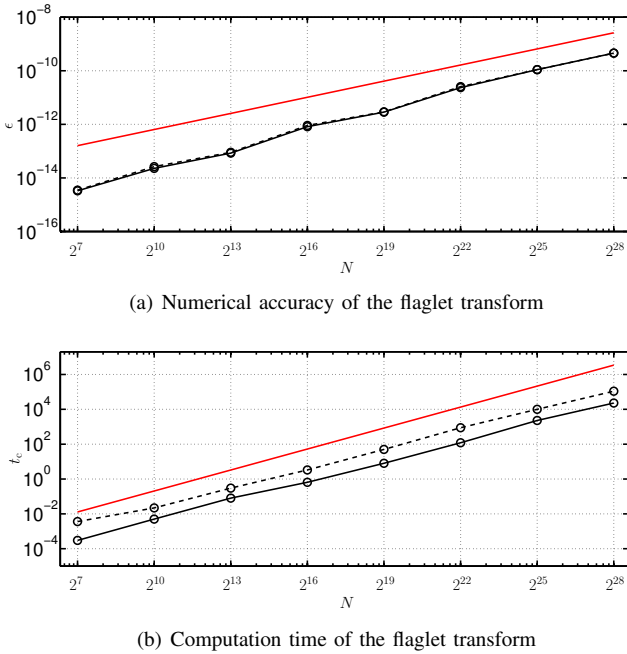 10^{-8}
10^{-10}
10^{-12}
10^{-14}
10^{-16}
ϵ
2^7 2^{10} 2^{13} 2^{16} 2^{19} 2^{22} 2^{25} 2^{28}
N
(a) Numerical accuracy of the flaglet transform
10^6
10^4
10^2
10^0
10^{-2}
10^{-4}
t_c
2^7 2^{10} 2^{13} 2^{16} 2^{19} 2^{22} 2^{25} 2^{28}
N
(b) Computation time of the flaglet transform